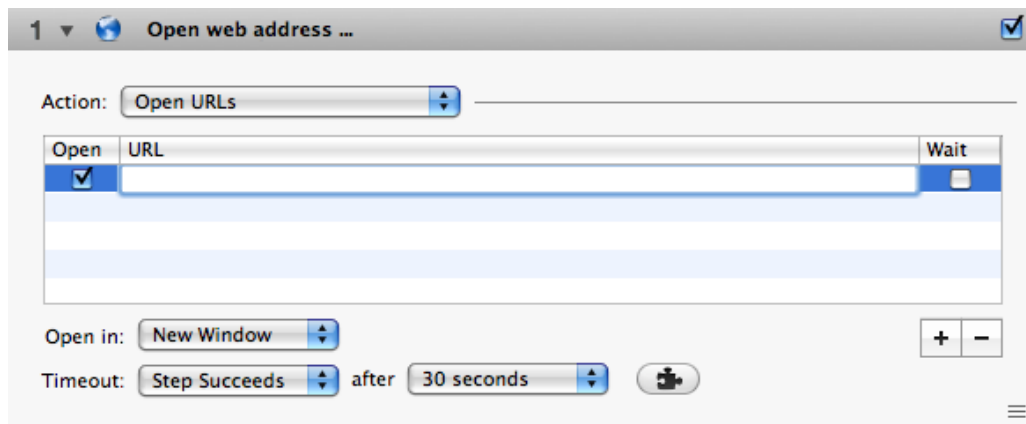 1 Open web address ...
Action: Open URLs
Open URL Wait
Open in: New Window + −
Timeout: Step Succeeds after 30 seconds